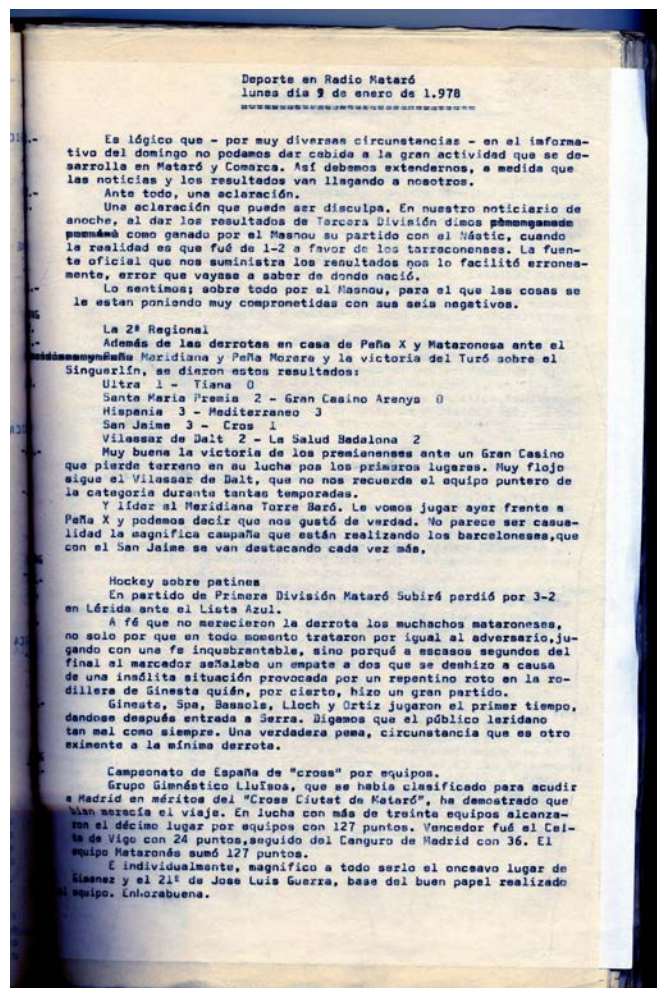 Deporte en Radio Mataró
lunes dia 9 de enero de 1.978
================================
Es lógico que - por muy diversas circunstancias - en el imforma-
tivo del domingo no podamos dar cabida a la gran actividad que se de-
sarrolla en Mataró y Comarca. Así debemos extendernos, a medida que
las noticias y los resultados van llegando a nosotros.
Ante todo, una aclaración.
Una aclaración que puede ser disculpa. En nuestro noticiario de
anoche, al dar los resultados de Tercera División dimos
como ganado por el Masnou su partido con el Nástic, cuando
la realidad es que fué de 1-2 a favor de los tarraconenses. La fuen-
te oficial que nos suministra los resultados nos lo facilitó erronea-
mente, error que vayase a saber de donde nació.
Lo sentimos; sobre todo por el Masnou, para el que las cosas se
le estan poniendo muy comprometidas con sus seis negativos.
La 2ª Regional
Además de las derrotas en casa de Peña X y Mataronesa ante el
Meridiana y Peña Morera y la victoria del Turó sobre el
Singuerlín, se dieron estos resultados:
Ultra 1 - Tiana 0
Santa Maria Premia 2 - Gran Casino Arenys 0
Hispania 3 - Mediterraneo 3
San Jaime 3 - Cros 1
Vilassar de Dalt 2 - La Salud Badalona 2
Muy buena la victoria de los premianenses ante un Gran Casino
que pierde terreno en su lucha pos los primeros lugares. Muy flojo
sigue el Vilassar de Dalt, que no nos recuerda el equipo puntero de
la categoria durante tantas temporadas.
Y líder al Meridiana Torre Baró. Le vomos jugar ayer frente a
Peña X y podemos decir que nos gustó de verdad. No parece ser casua-
lidad la magnifica campaña que están realizando los barceloneses,que
con el San Jaime se van destacando cada vez más,
Hockey sobre patines
En partido de Primera División Mataró Subirá perdió por 3-2
en Lérida ante el Lista Azul.
A fé que no merecieron la derrota los muchachos mataroneses,
no solo por que en todo momento trataron por igual al adversario,ju-
gando con una fe inquebrantable, sino porqué a escasos segundos del
final el marcador señalaba un empate a dos que se deshizo a causa
de una insólita situación provocada por un repentino roto en la ro-
dillera de Ginesta quién, por cierto, hizo un gran partido.
Ginesta, Spa, Bassols, Lloch y Ortiz jugaron el primer tiempo,
dandose después entrada a Serra. Digamos que el público leridano
tan mal como siempre. Una verdadera pema, circunstancia que es otro
eximente a la mínima derrota.
Campeonato de España de "cross" por equipos.
Grupo Gimnástico Lluïsos, que se había clasificado para acudir
a Madrid en méritos del "Cross Ciutat de Mataró", ha demostrado que
bien merecía el viaje. En lucha con más de treinta equipos alcanza-
ron el décimo lugar por equipos con 127 puntos. Vencedor fué el Cel-
ta de Vigo con 24 puntos,seguido del Canguro de Madrid con 36. El
equipo Mataronés sumó 127 puntos.
E individualmente, magnifico a todo serlo el onceavo lugar de
Gimenez y el 21º de Jose Luis Guerra, base del buen papel realizado
equipo. Enhorabuena.